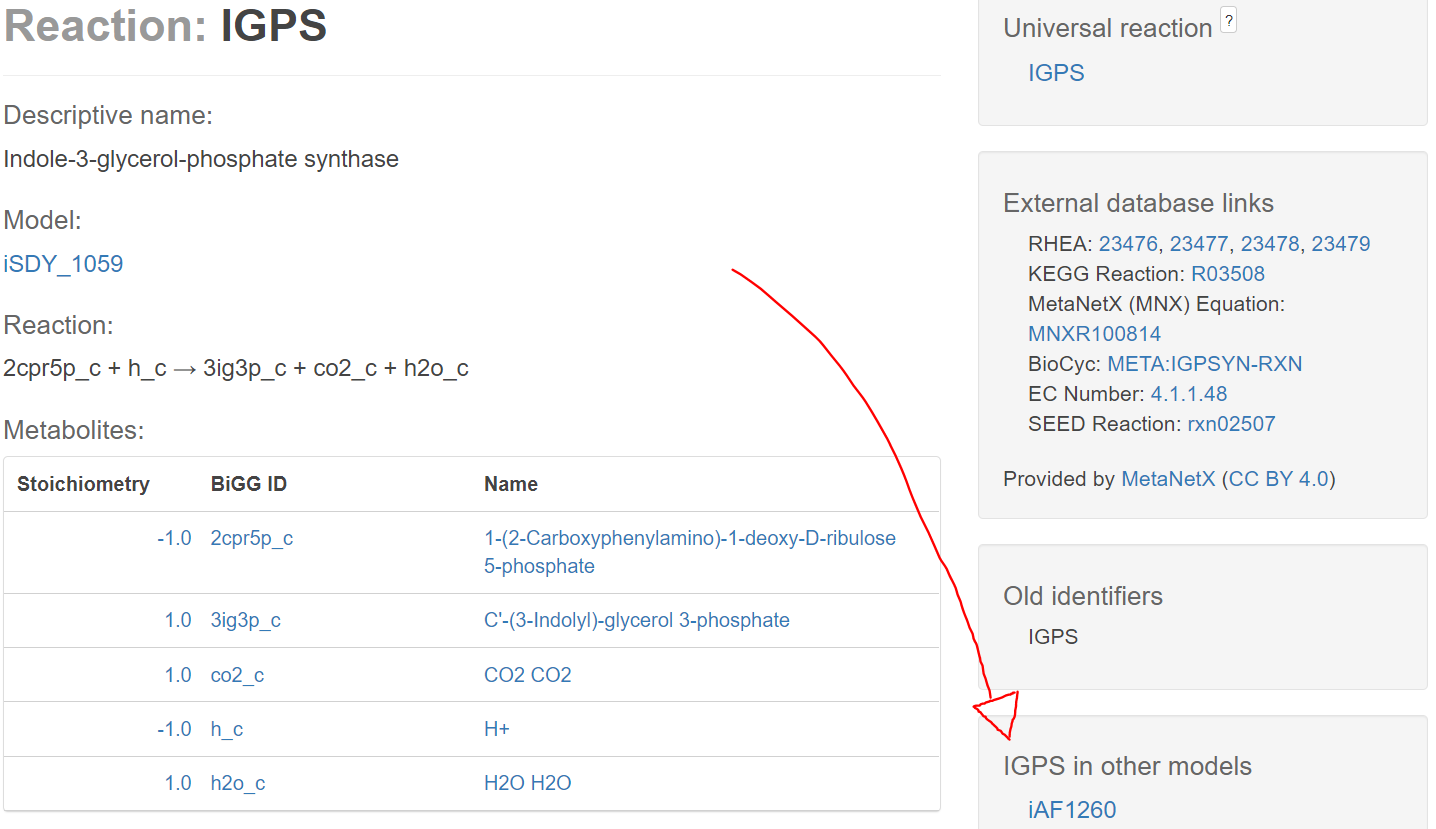 Reaction: IGPS
Descriptive name:
Indole-3-glycerol-phosphate synthase
Model:
iSDY_1059
Reaction:
2cpr5p_c + h_c → 3ig3p_c + co2_c + h2o_c
Metabolites:
Stoichiometry BiGG ID Name
-1.0 2cpr5p_c 1-(2-Carboxyphenylamino)-1-deoxy-D-ribulose
5-phosphate
1.0 3ig3p_c C'-(3-Indolyl)-glycerol 3-phosphate
1.0 co2_c CO2 CO2
-1.0 h_c H+
1.0 h2o_c H2O H2O
Universal reaction ?
IGPS
External database links
RHEA: 23476, 23477, 23478, 23479
KEGG Reaction: R03508
MetaNetX (MNX) Equation:
MNXR100814
BioCyc: META:IGPSYN-RXN
EC Number: 4.1.1.48
SEED Reaction: rxn02507
Provided by MetaNetX (CC BY 4.0)
Old identifiers
IGPS
IGPS in other models
iAF1260